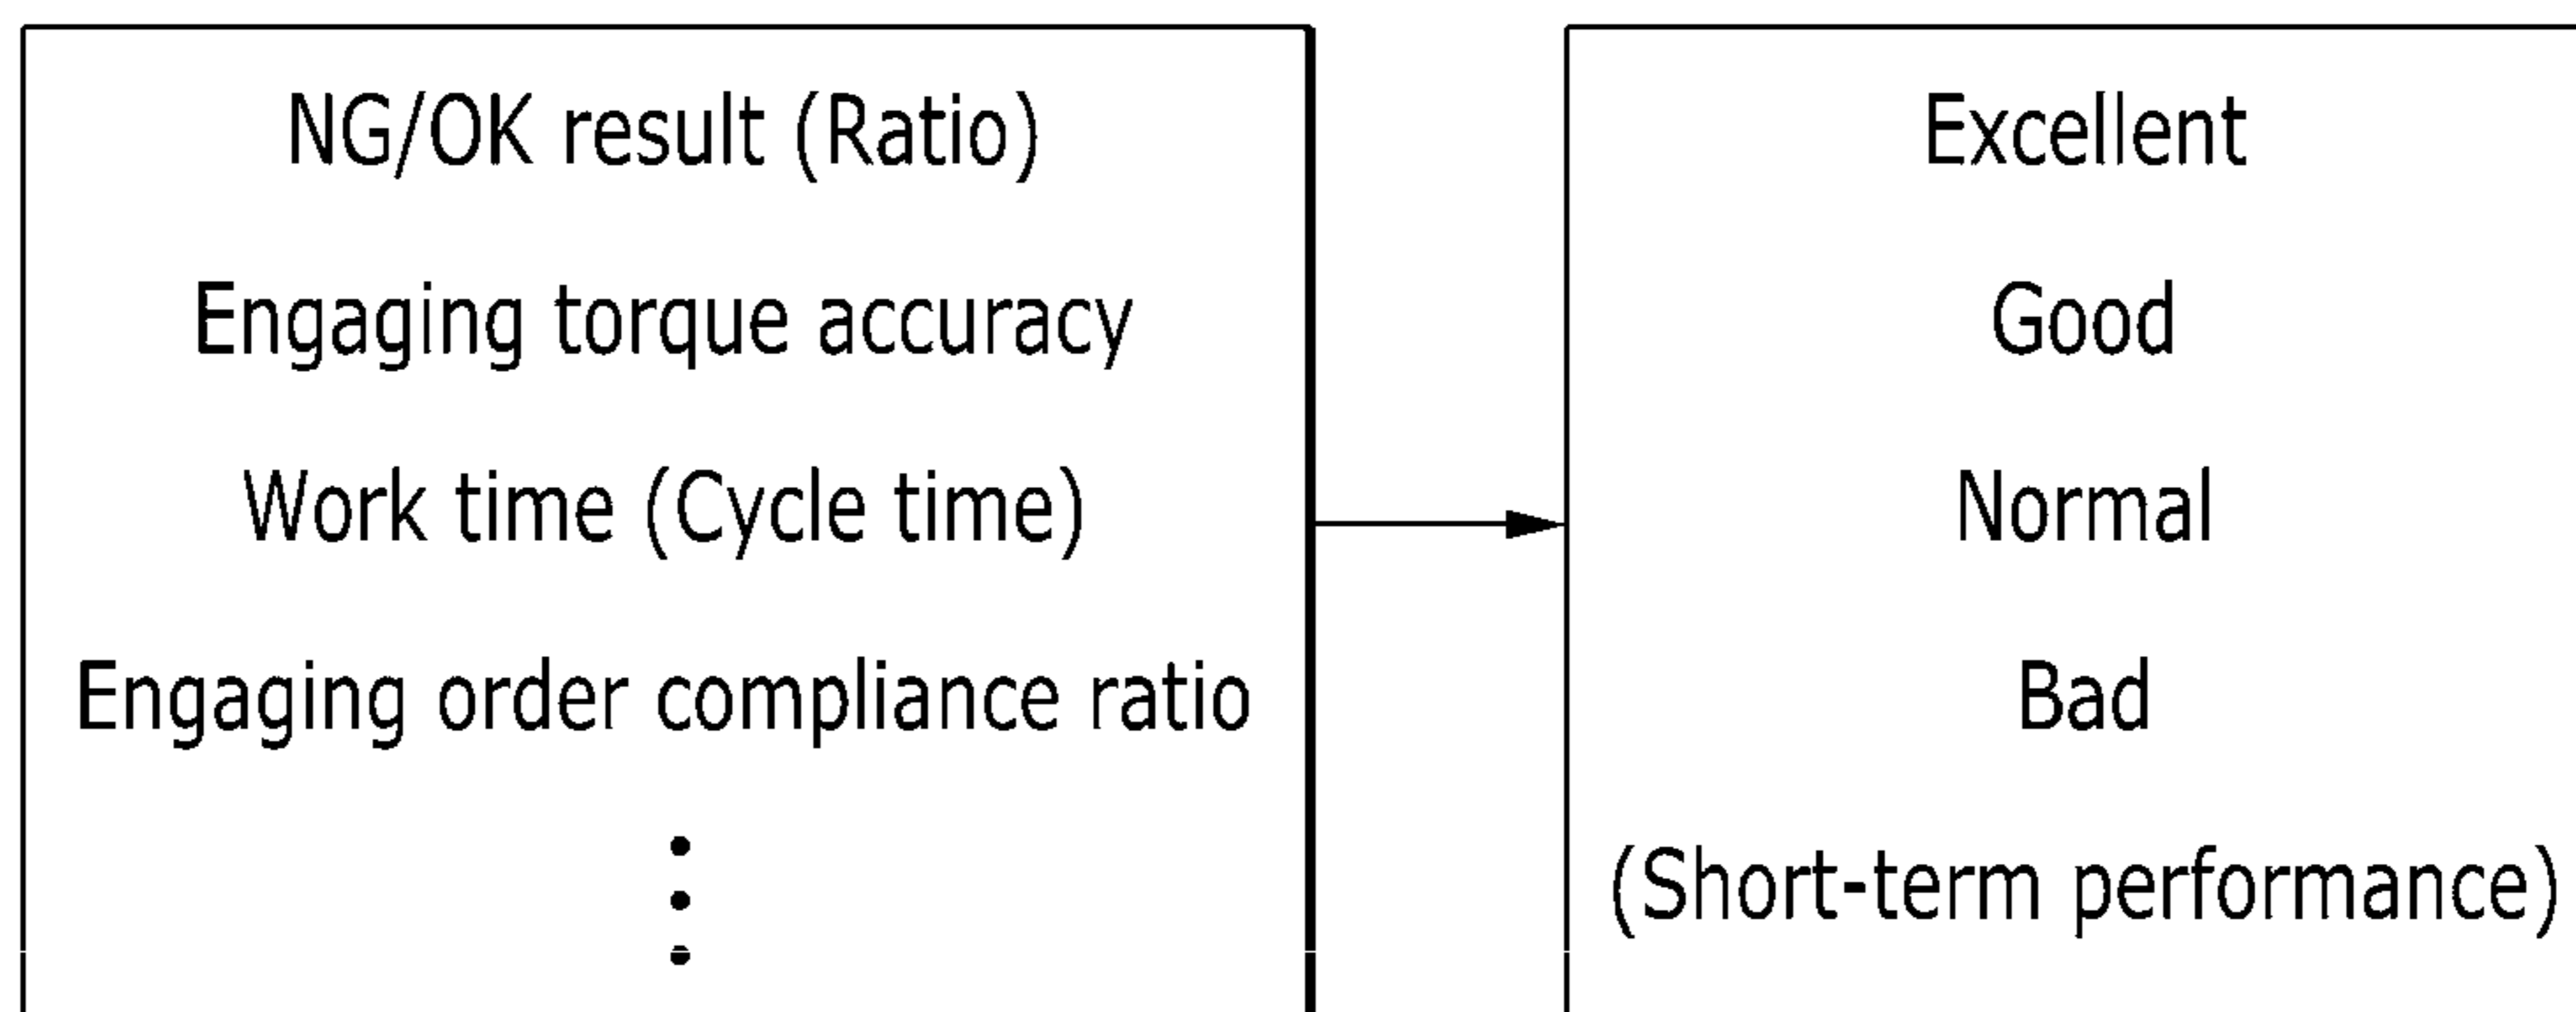 NG/OK result (Ratio)
Engaging torque accuracy
Work time (Cycle time)
Engaging order compliance ratio
Excellent
Good
Normal
Bad
(Short-term performance)